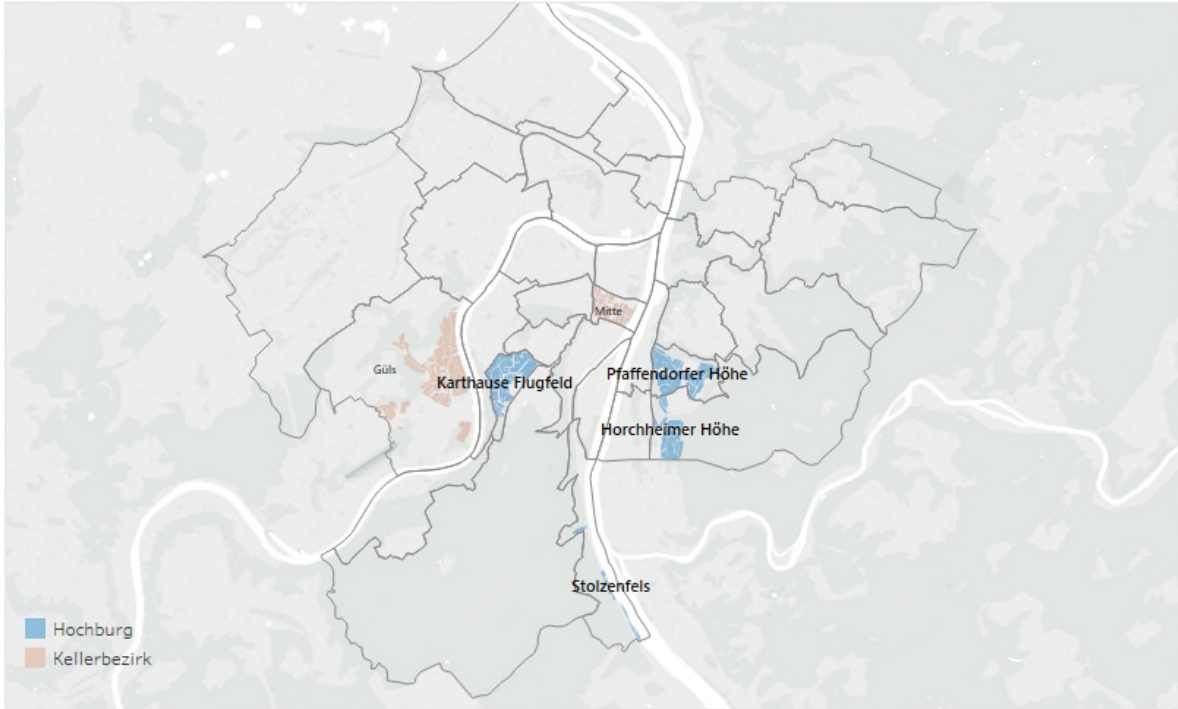 Mitte
Güls
Karthause Flugfeld
Pfaffendorfer Höhe
Horchheimer Höhe
Stolzenfels
Hochburg
Kellerbezirk